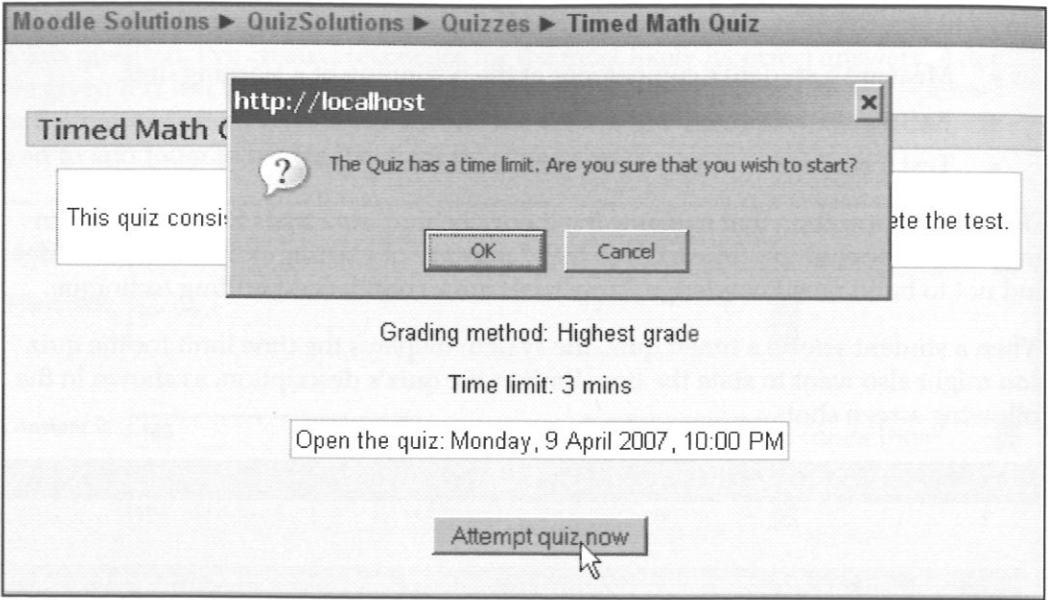 Moodle Solutions ► QuizSolutions ► Quizzes ► Timed Math Quiz
http://localhost
Timed Math
The Quiz has a time limit. Are you sure that you wish to start?
This quiz consis
ete the test.
OK Cancel
Grading method: Highest grade
Time limit: 3 mins
Open the quiz: Monday, 9 April 2007, 10:00 PM
Attempt quiz now